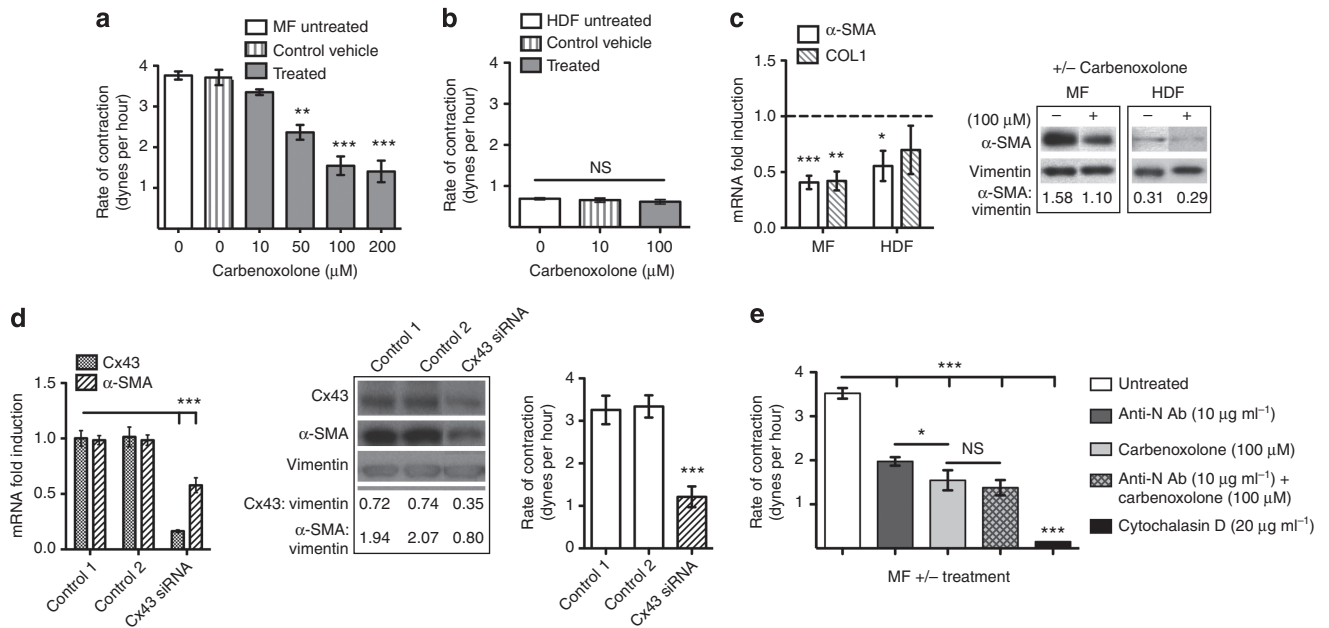 a
MF untreated
Control vehicle
Treated
Rate of contraction
(dynes per hour)
4
3
2
1
**
***
***
0 0 10 50 100 200
Carbenoxolone (μM)
b
HDF untreated
Control vehicle
Treated
Rate of contraction
(dynes per hour)
4
3
2
1
NS
0 10 100
Carbenoxolone (μM)
c
α-SMA
COL1
mRNA fold induction
1.5
1.0
0.5
0.0
***
**
*
MF HDF
+/– Carbenoxolone
MF HDF
(100 μM) – + – +
α-SMA
Vimentin
α-SMA:
vimentin
1.58 1.10 0.31 0.29
d
Cx43
α-SMA
mRNA fold induction
1.5
1.0
0.5
0.0
***
Control 1
Control 2
Cx43 siRNA
Control 1
Control 2
Cx43 siRNA
Cx43
α-SMA
Vimentin
Cx43: vimentin 0.72 0.74 0.35
α-SMA:
vimentin
1.94 2.07 0.80
Rate of contraction
(dynes per hour)
4
3
2
1
0
***
Control 1
Control 2
Cx43 siRNA
e
Rate of contraction
(dynes per hour)
4
3
2
1
***
*
NS
***
MF +/– treatment
Untreated
Anti-N Ab (10 μg ml⁻¹)
Carbenoxolone (100 μM)
Anti-N Ab (10 μg ml⁻¹) +
carbenoxolone (100 μM)
Cytochalasin D (20 μg ml⁻¹)